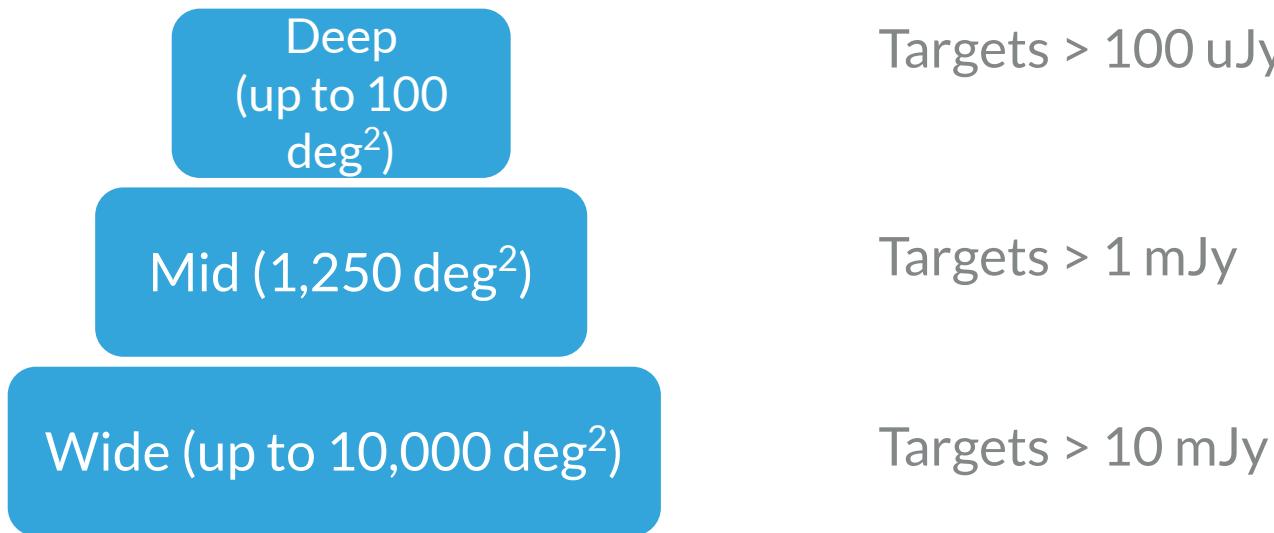 Deep
(up to 100
deg²)
Targets > 100 uJy
Mid (1,250 deg²)
Targets > 1 mJy
Wide (up to 10,000 deg²)
Targets > 10 mJy